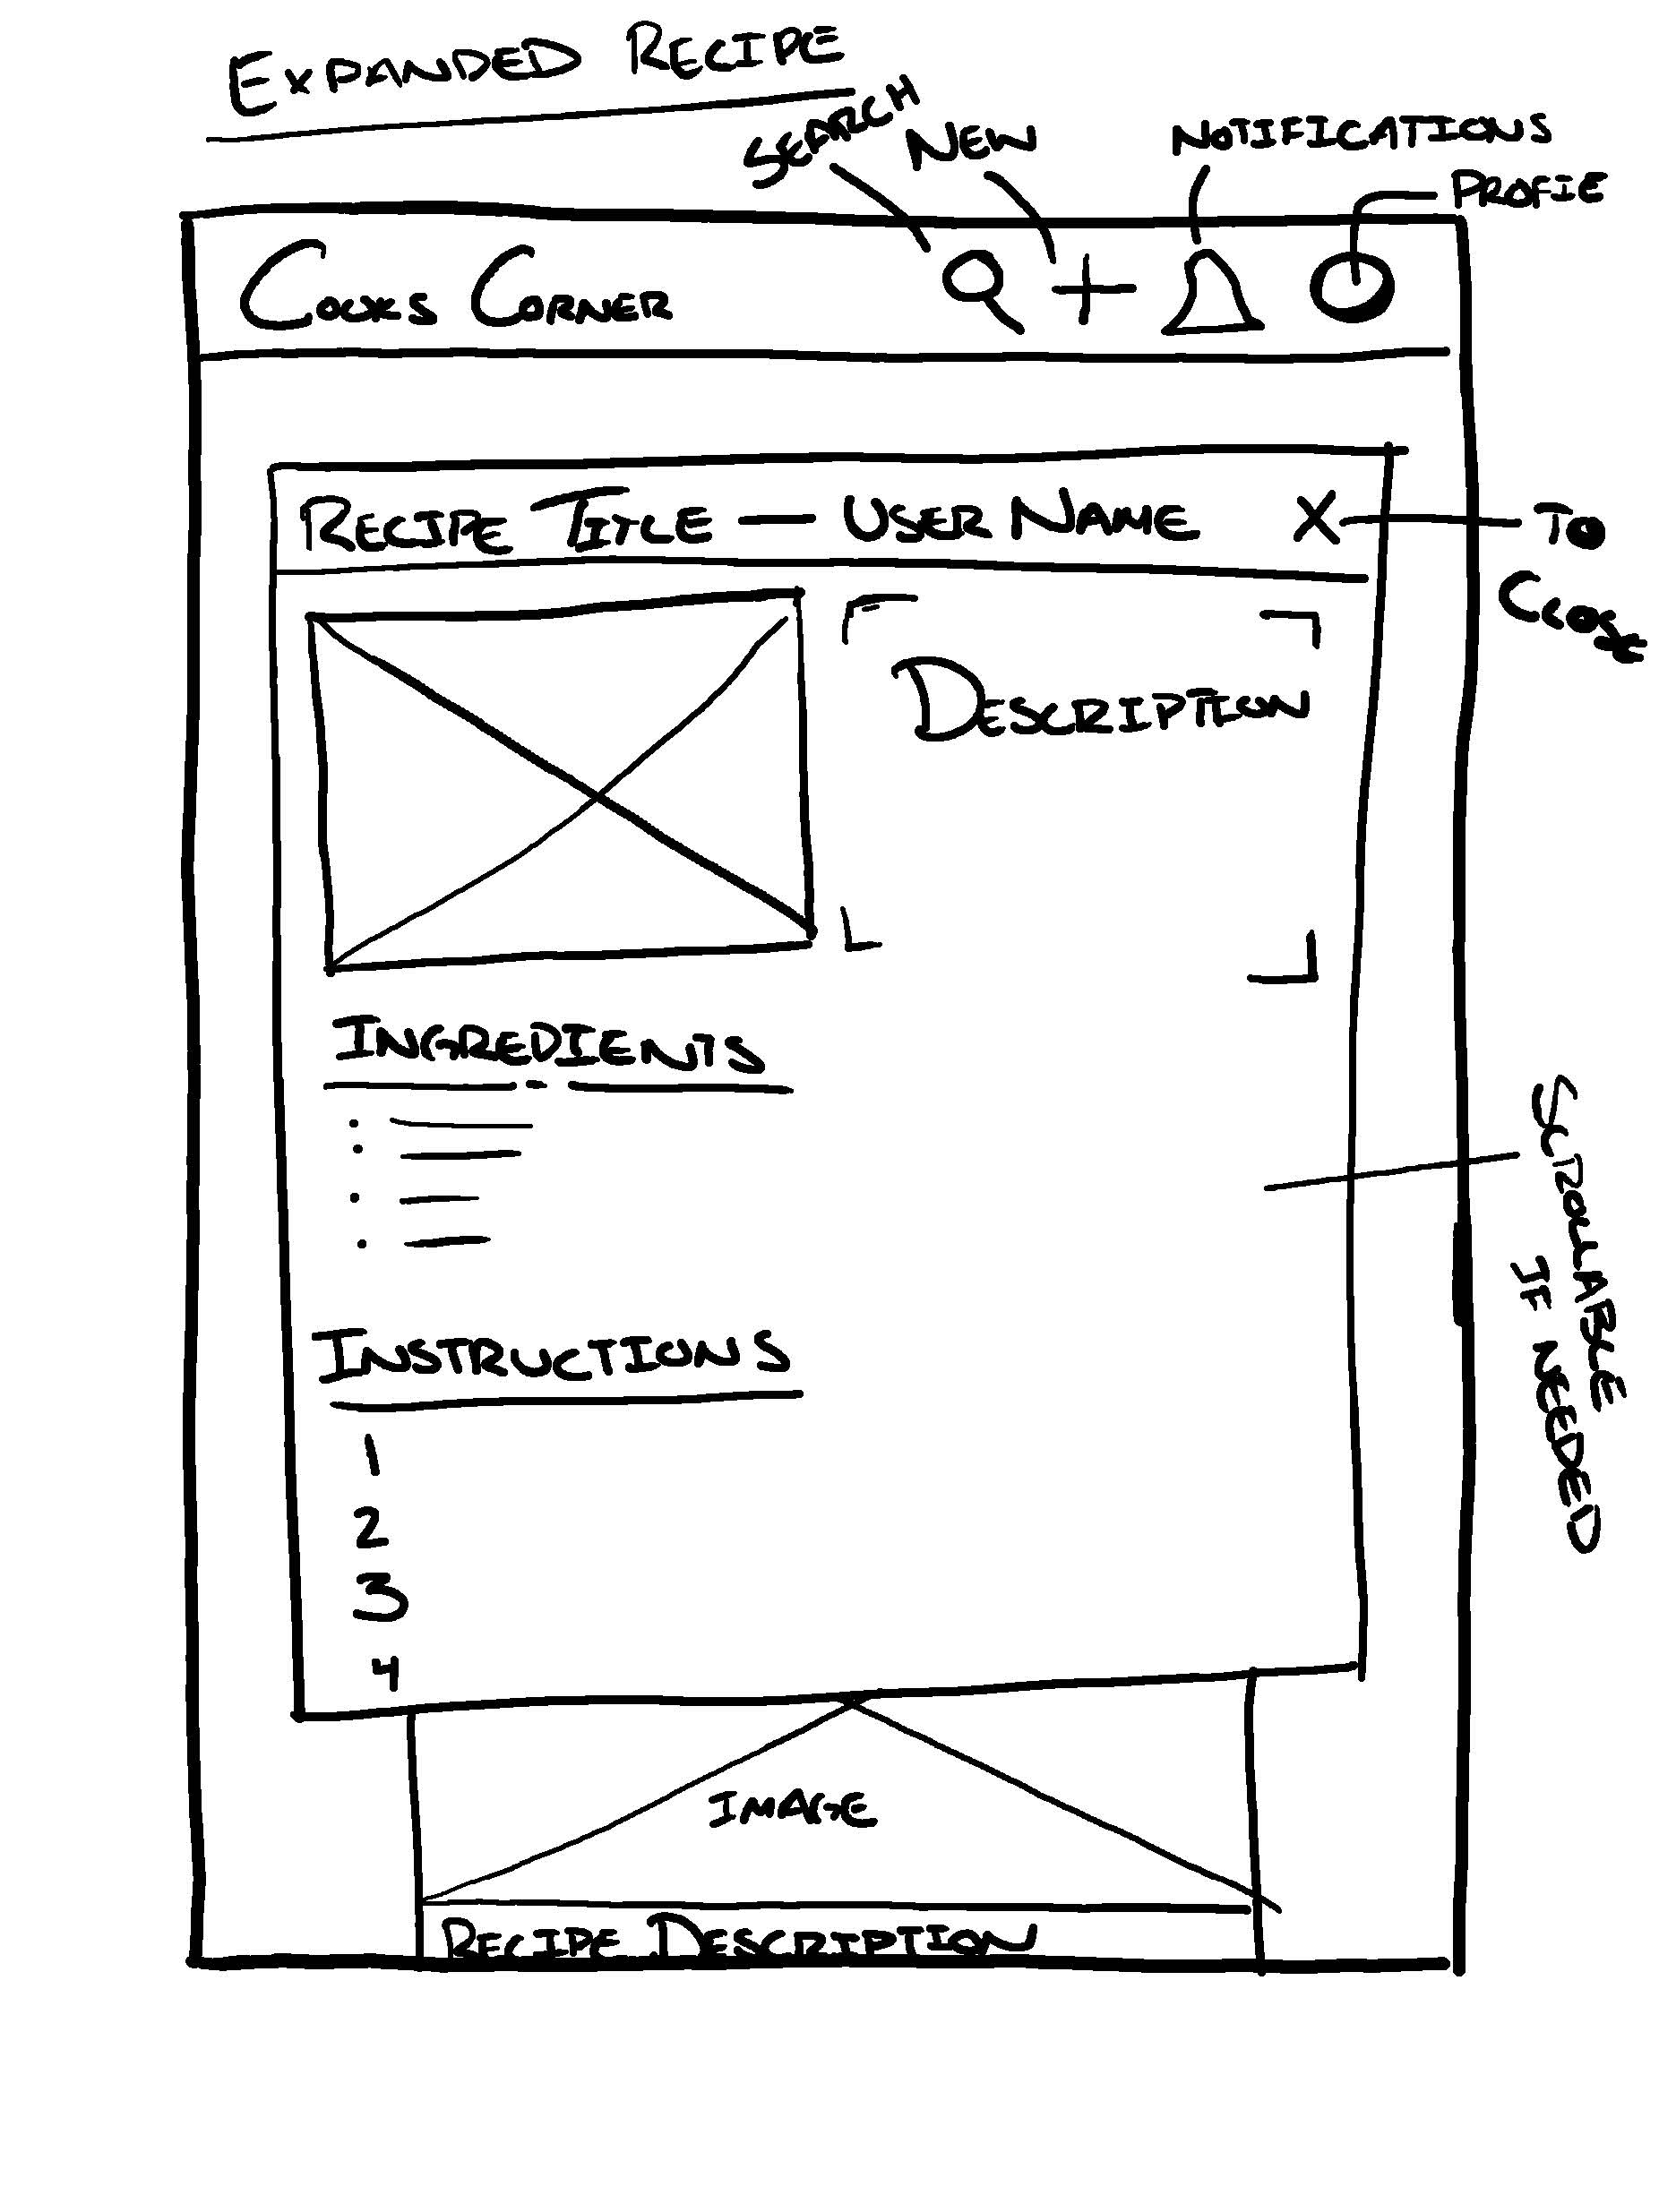 EXPANDED RECIPE
SEARCH
NEW
NOTIFICATIONS
PROFIE
COOKS CORNER
RECIPE TITLE — USER NAME X
TO
CLOSE
DESCRIPTION
INGREDIENTS
SCROLLABLE
IF NEEDED
INSTRUCTIONS
1
2
3
4
IMAGE
RECIPE DESCRIPTION